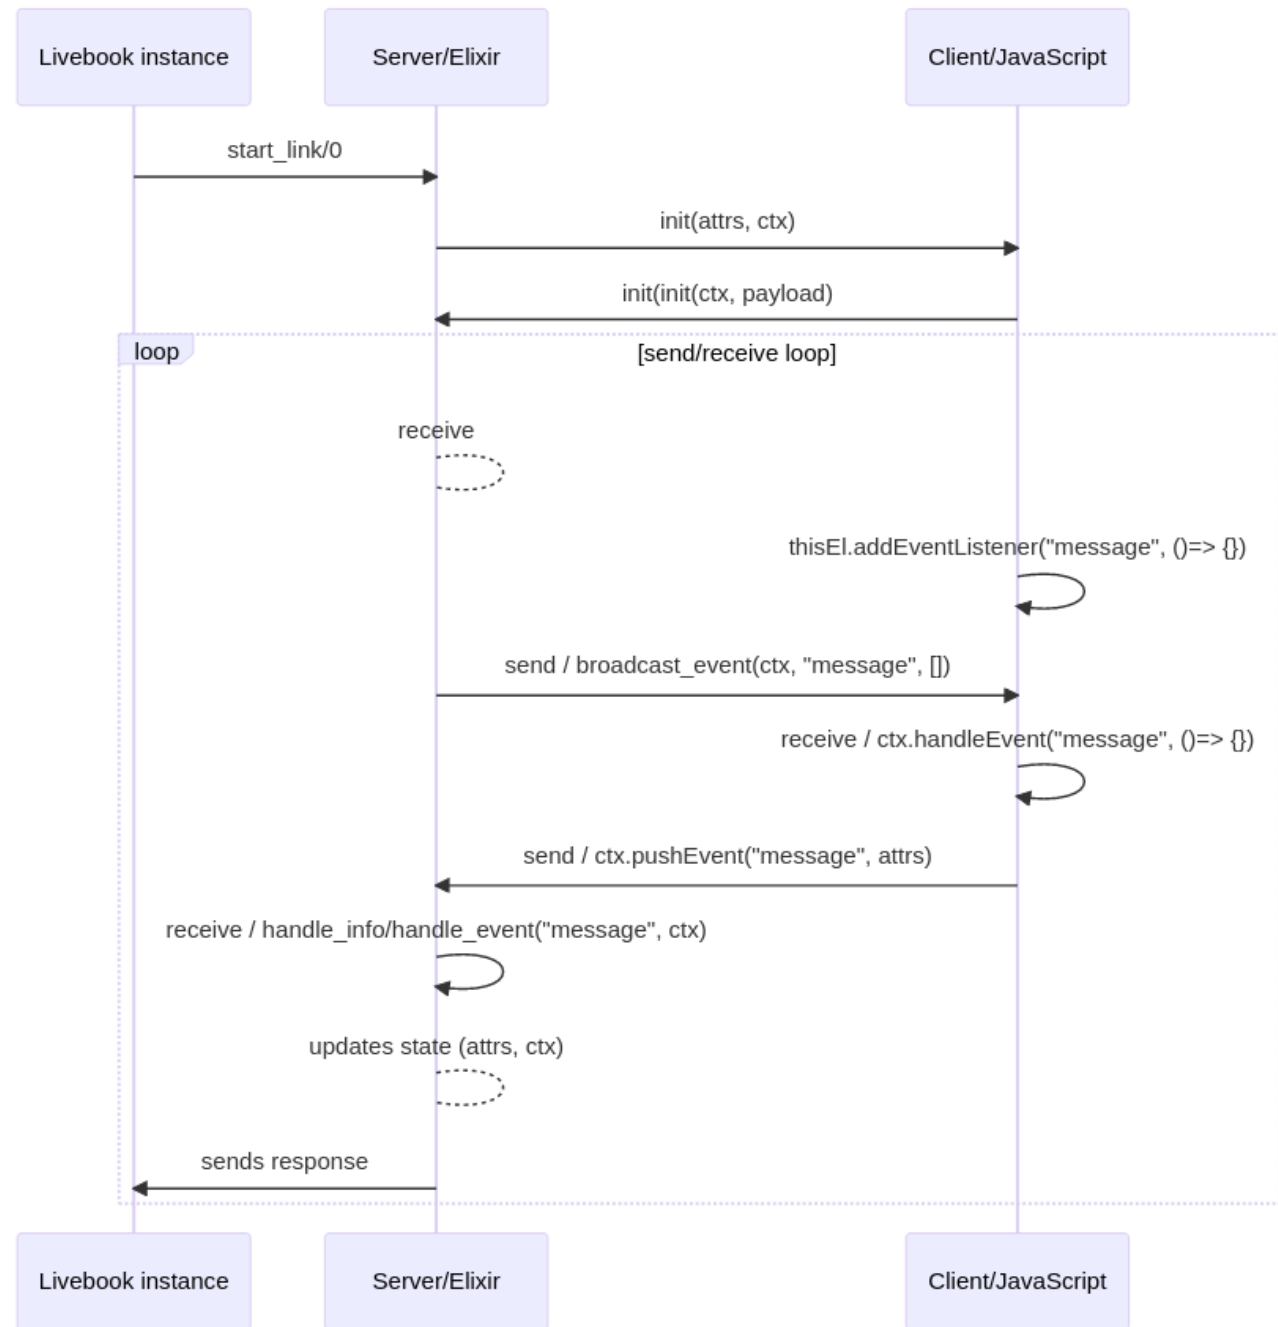 Livebook instance
Server/Elixir
Client/JavaScript
start_link/0
init(attrs, ctx)
init(init(ctx, payload)
loop
[send/receive loop]
receive
thisEl.addEventListener("message", ()=> {})
send / broadcast_event(ctx, "message", [])
receive / ctx.handleEvent("message", ()=> {})
send / ctx.pushEvent("message", attrs)
receive / handle_info/handle_event("message", ctx)
updates state (attrs, ctx)
sends response
Livebook instance
Server/Elixir
Client/JavaScript